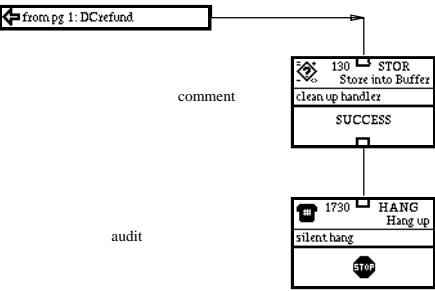 from pg 1: DCrefund
130 STOR
Store into Buffer
comment
clean up handler
SUCCESS
1730 HANG
Hang up
audit
silent hang
STOP